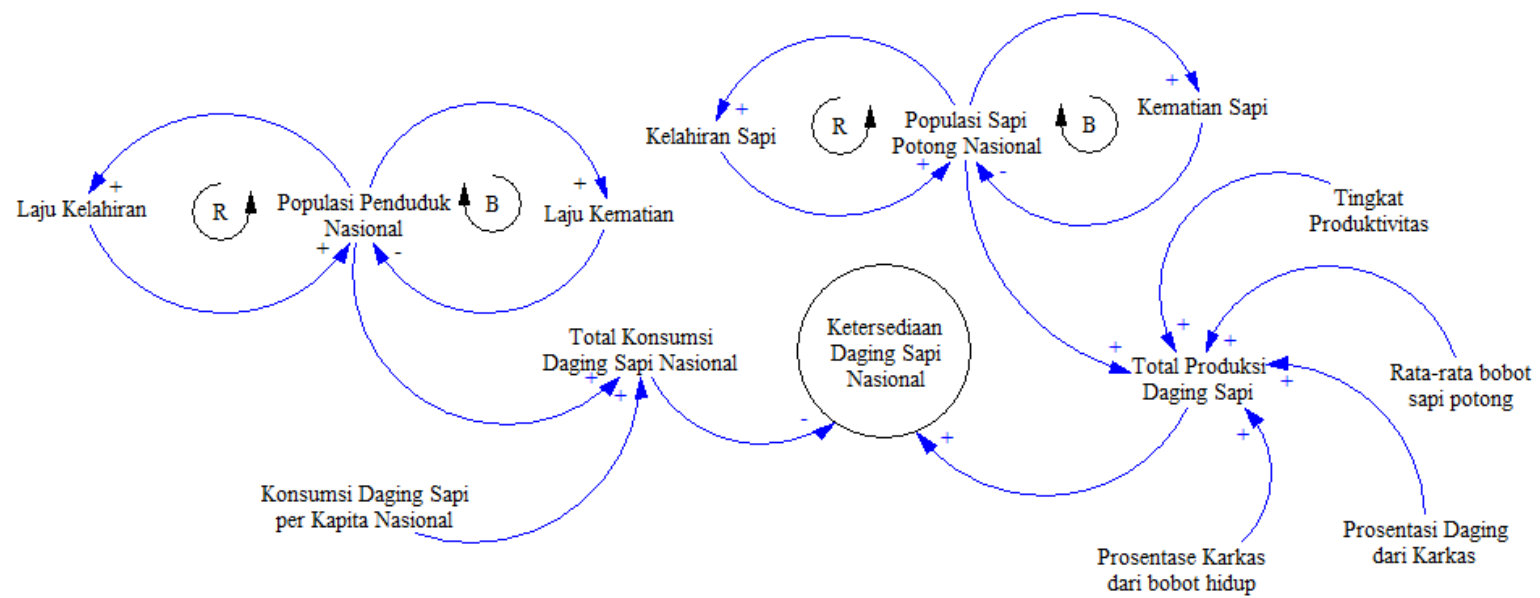 Laju Kelahiran
+
R
Populasi Penduduk
Nasional
+
-
B
+
Laju Kematian
Kelahiran Sapi
+
R
Populasi Sapi
Potong Nasional
+
-
B
+
Kematian Sapi
Tingkat
Produktivitas
Total Konsumsi
Daging Sapi Nasional
+
+
Ketersediaan
Daging Sapi
Nasional
-
+
+
+
+
+
+
Total Produksi
Daging Sapi
Rata-rata bobot
sapi potong
Konsumsi Daging Sapi
per Kapita Nasional
Prosentase Karkas
dari bobot hidup
Prosentasi Daging
dari Karkas